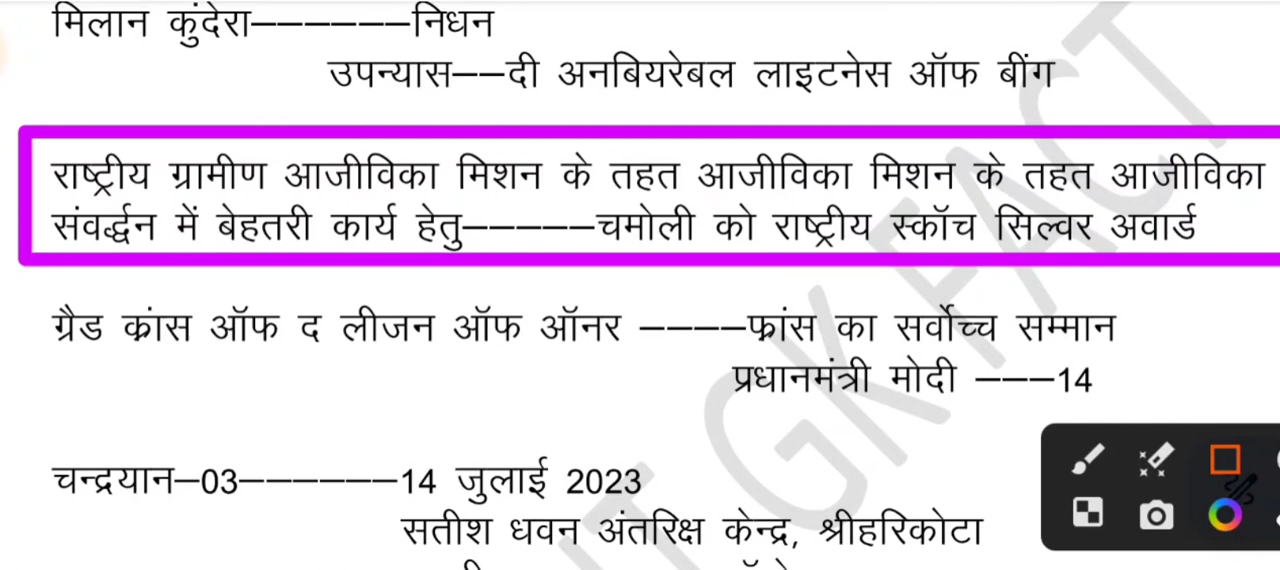 मिलान कुंदेरा––––––निधन
उपन्यास––दी अनबियरेबल लाइटनेस ऑफ बींग
राष्ट्रीय ग्रामीण आजीविका मिशन के तहत आजीविका मिशन के तहत आजीविका
संवर्द्धन में बेहतरी कार्य हेतु–––––चमोली को राष्ट्रीय स्कॉच सिल्वर अवार्ड
ग्रैड क्रांस ऑफ द लीजन ऑफ ऑनर ––––फ्रांस का सर्वोच्च सम्मान
प्रधानमंत्री मोदी –––14
चन्द्रयान–03––––––14 जुलाई 2023
सतीश धवन अंतरिक्ष केन्द्र, श्रीहरिकोटा
GK FACT